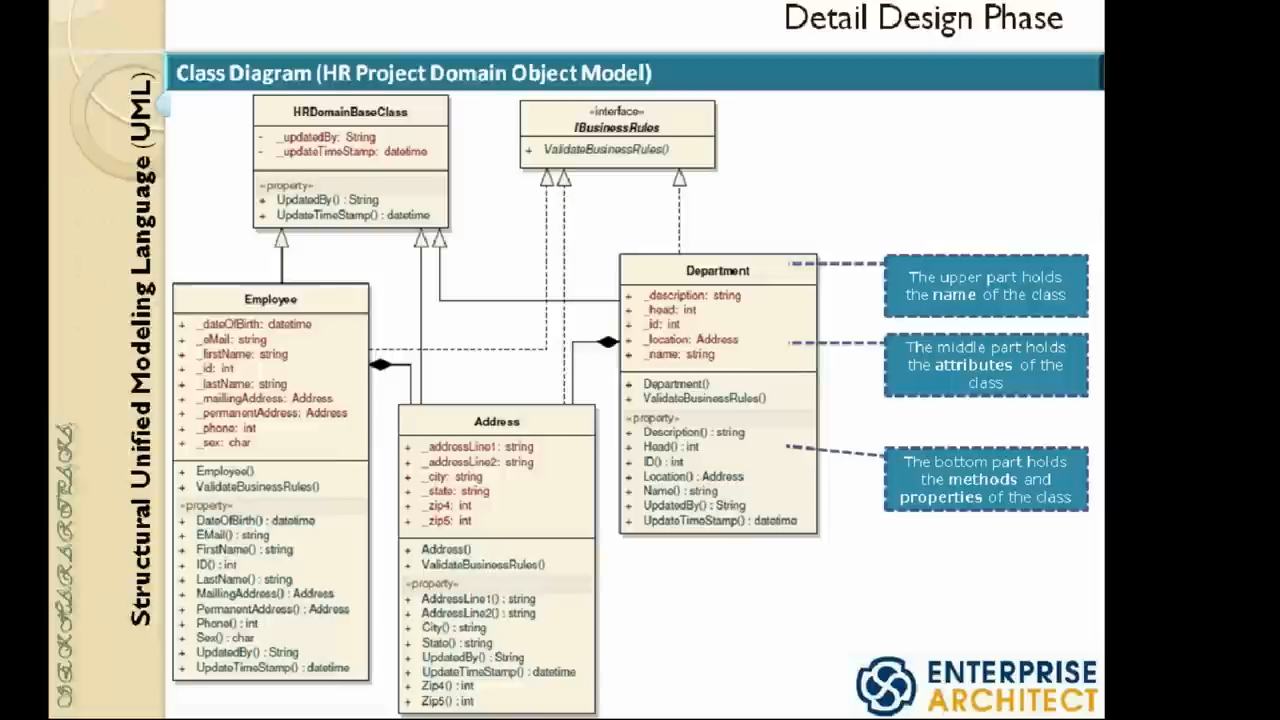 Detail Design Phase
Class Diagram (HR Project Domain Object Model)
Structural Unified Modeling Language (UML)
HRDomainBaseClass
- _updatedBy: String
- _updateTimeStamp: datetime
«property»
+ UpdatedBy() : String
+ UpdateTimeStamp() : datetime
«interface»
IBusinessRules
+ ValidateBusinessRules()
Employee
+ _dateOfBirth: datetime
+ _eMail: string
+ _firstName: string
+ _id: int
+ _lastName: string
+ _maillingAddress: Address
+ _permanentAddress: Address
+ _phone: int
+ _sex: char
+ Employee()
+ ValidateBusinessRules()
«property»
+ DateOfBirth() : datetime
+ EMail() : string
+ FirstName() : string
+ ID() : int
+ LastName() : string
+ MaillingAddress() : Address
+ PermanentAddress() : Address
+ Phone() : int
+ Sex() : char
+ UpdatedBy() : String
+ UpdateTimeStamp() : datetime
Address
+ _addressLine1: string
+ _addressLine2: string
+ _city: string
+ _state: string
+ _zip4: int
+ _zip5: int
+ Address()
+ ValidateBusinessRules()
«property»
+ AddressLine1() : string
+ AddressLine2() : string
+ City() : string
+ State() : string
+ UpdatedBy() : String
+ UpdateTimeStamp() : datetime
+ Zip4() : int
+ Zip5() : int
Department
+ _description: string
+ _head: int
+ _id: int
+ _location: Address
+ _name: string
+ Department()
+ ValidateBusinessRules()
«property»
+ Description() : string
+ Head() : int
+ ID() : int
+ Location() : Address
+ Name() : string
+ UpdatedBy() : String
+ UpdateTimeStamp() : datetime
The upper part holds
the name of the class
The middle part holds
the attributes of the
class
The bottom part holds
the methods and
properties of the class
ENTERPRISE
ARCHITECT